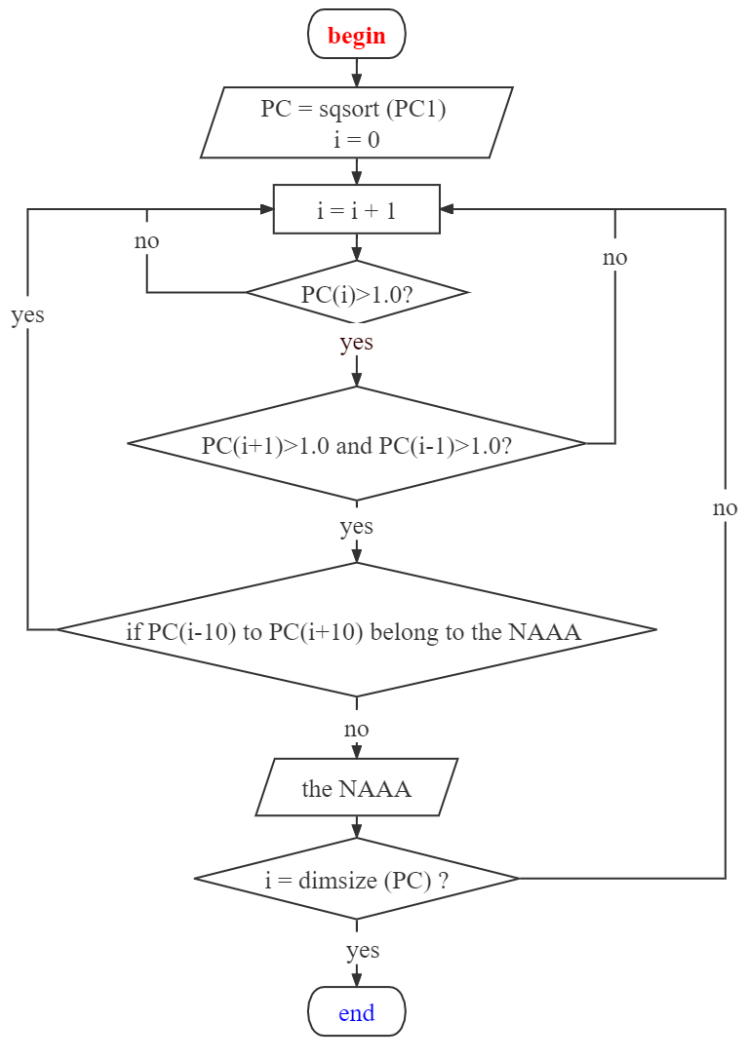 begin
PC = sqsort (PC1)
i = 0
i = i + 1
no
no
PC(i)>1.0?
yes
yes
PC(i+1)>1.0 and PC(i-1)>1.0?
no
yes
if PC(i-10) to PC(i+10) belong to the NAAA
no
the NAAA
i = dimsize (PC) ?
yes
end